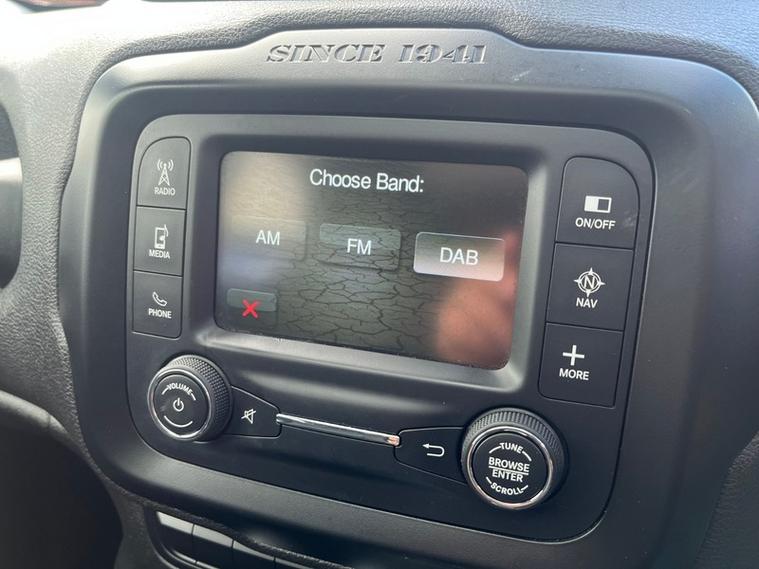 SINCE 1941
RADIO
MEDIA
PHONE
Choose Band:
AM
FM
DAB
ON/OFF
N
NAV
MORE
VOLUME
TUNE
BROWSE
ENTER
SCROLL